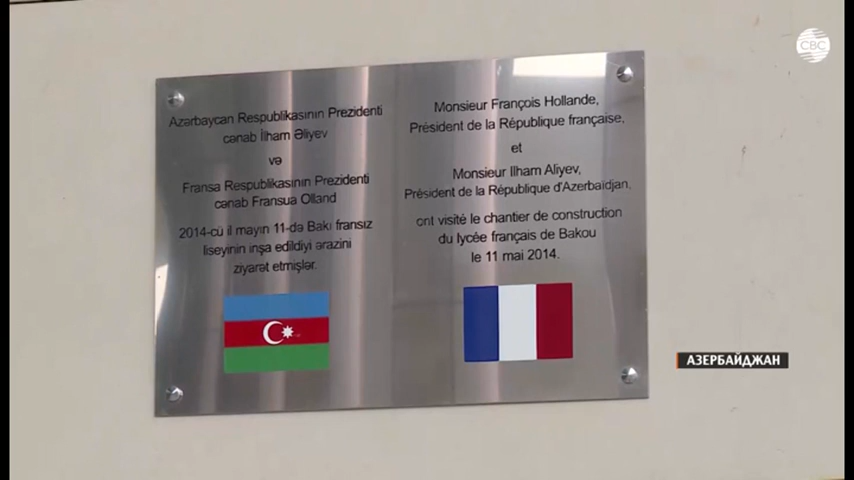 CBC
Azərbaycan Respublikasının Prezidenti
cənab İlham Əliyev
və
Fransa Respublikasının Prezidenti
cənab Fransua Olland
2014-cü il mayın 11-də Bakı fransız
liseyinin inşa edildiyi ərazini
ziyarət etmişlər.
Monsieur François Hollande,
Président de la République française,
et
Monsieur Ilham Aliyev,
Président de la République d'Azerbaïdjan,
ont visité le chantier de construction
du lycée français de Bakou
le 11 mai 2014.
АЗЕРБАЙДЖАН